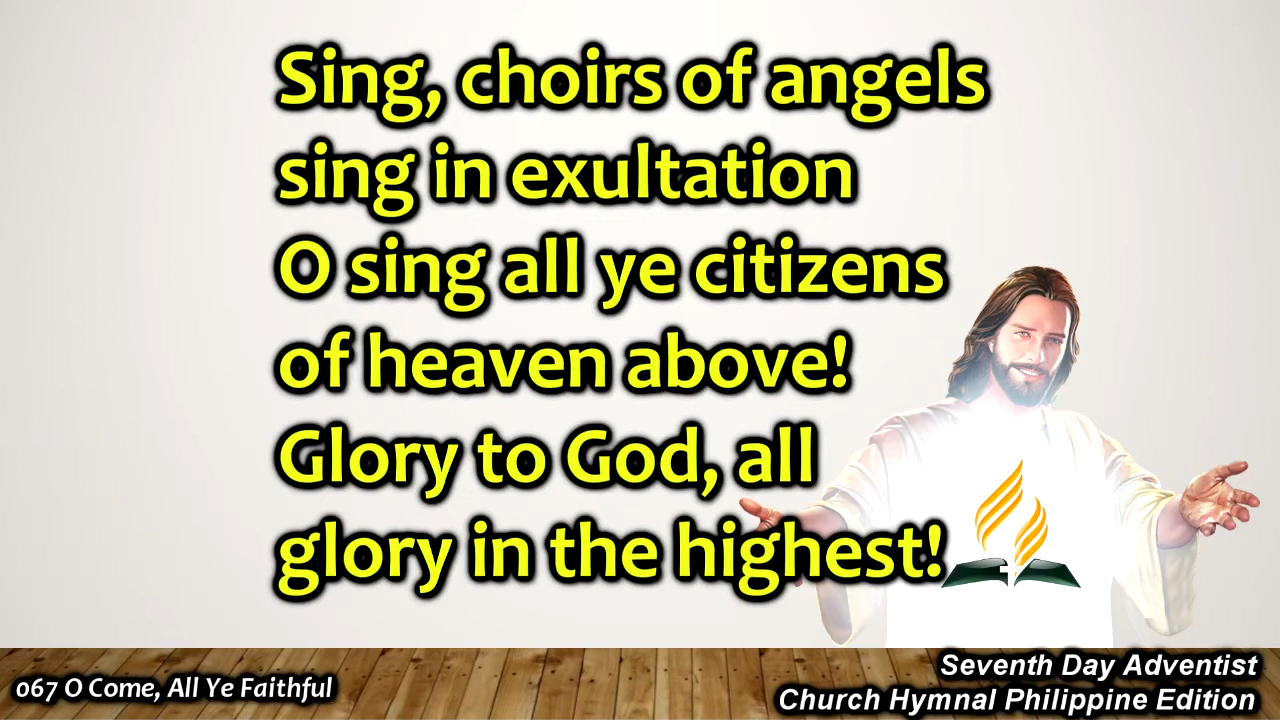 Sing, choirs of angels
sing in exultation
O sing all ye citizens
of heaven above!
Glory to God, all
glory in the highest!
067 O Come, All Ye Faithful
Seventh Day Adventist
Church Hymnal Philippine Edition